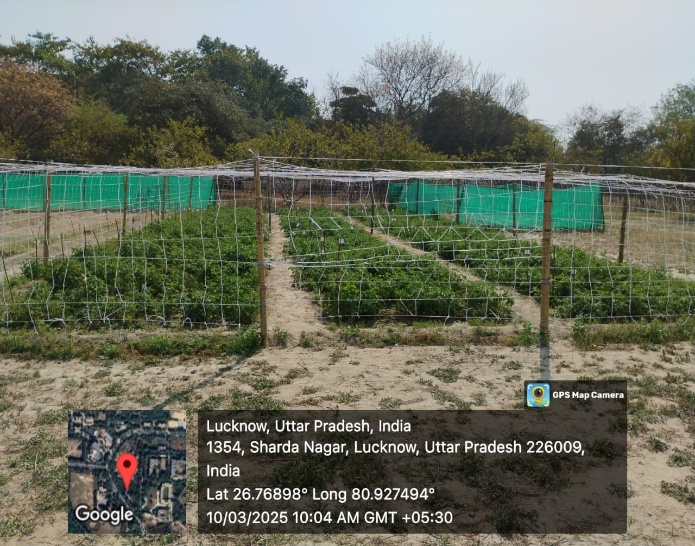 GPS Map Camera
Lucknow, Uttar Pradesh, India
1354, Sharda Nagar, Lucknow, Uttar Pradesh 226009,
India
Lat 26.76898° Long 80.927494°
10/03/2025 10:04 AM GMT +05:30
Google